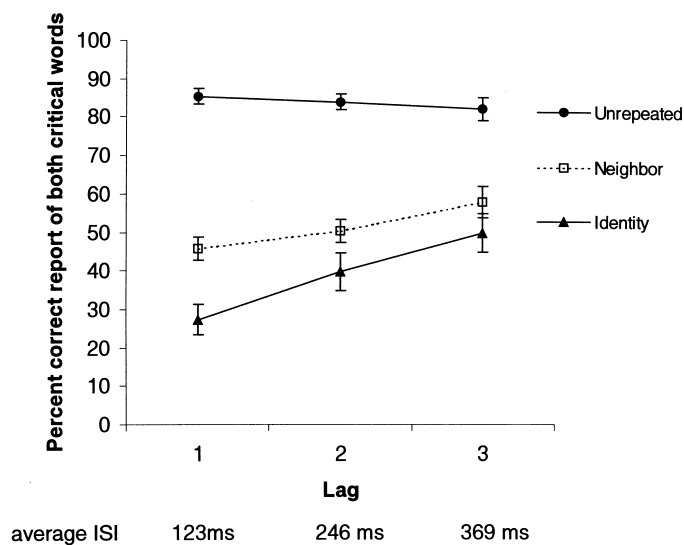 Percent correct report of both critical words
100
90
80
70
60
50
40
30
20
10
0
1 2 3
Lag
average ISI 123ms 246 ms 369 ms
Unrepeated
Neighbor
Identity